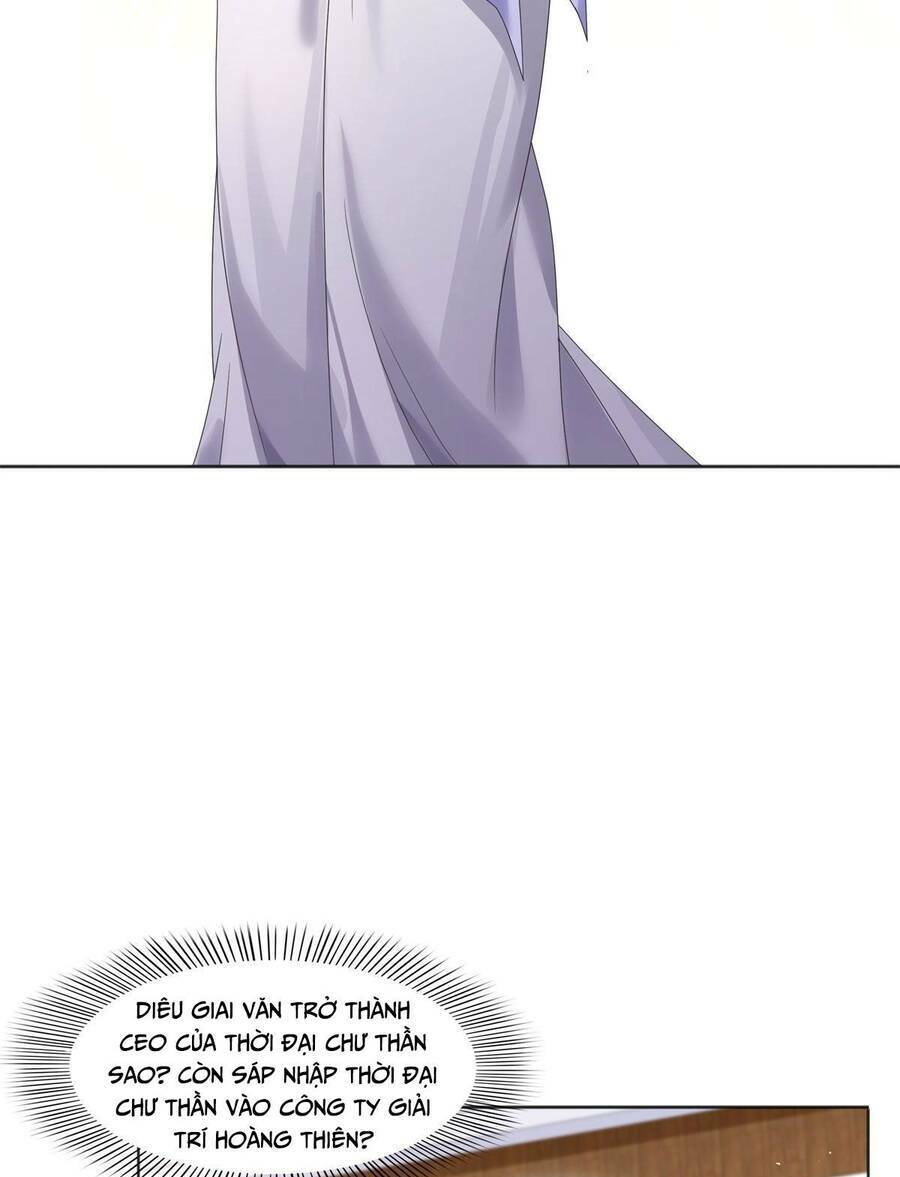 DIÊU GIAI VĂN TRỞ THÀNH
CEO CỦA THỜI ĐẠI CHƯ THẦN
SAO? CÒN SÁP NHẬP THỜI ĐẠI
CHƯ THẦN VÀO CÔNG TY GIẢI
TRÍ HOÀNG THIÊN?